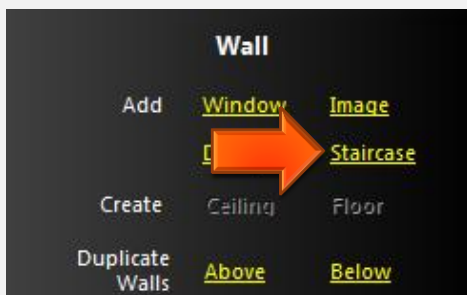 Wall
Add Window Image
Staircase
Create Ceiling Floor
Duplicate
Walls Above Below